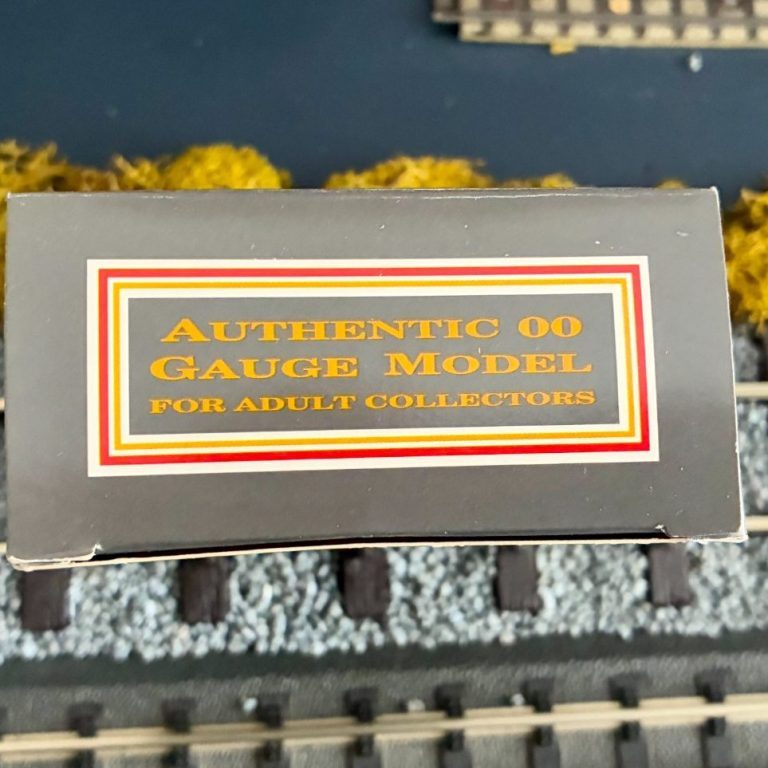 AUTHENTIC 00
GAUGE MODEL
FOR ADULT COLLECTORS